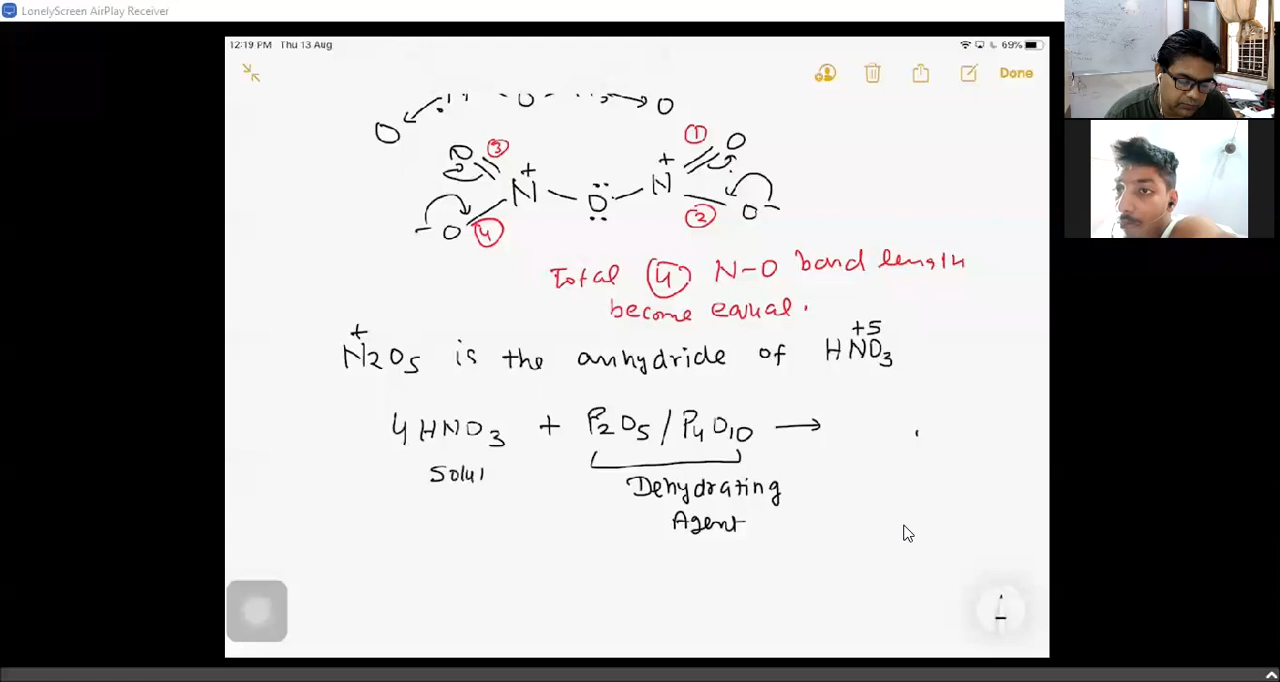 LonelyScreen AirPlay Receiver
12:19 PM Thu 13 Aug
69%
Done
O O O
③ ① O
O + + O
N - O - N
- O ④ ② O -
Total ④ N-O bond length
become equal.
+ +5
N2O5 is the anhydride of HNO3
4HNO3 + P2O5/P4O10 →
Solu
Dehydrating
Agent